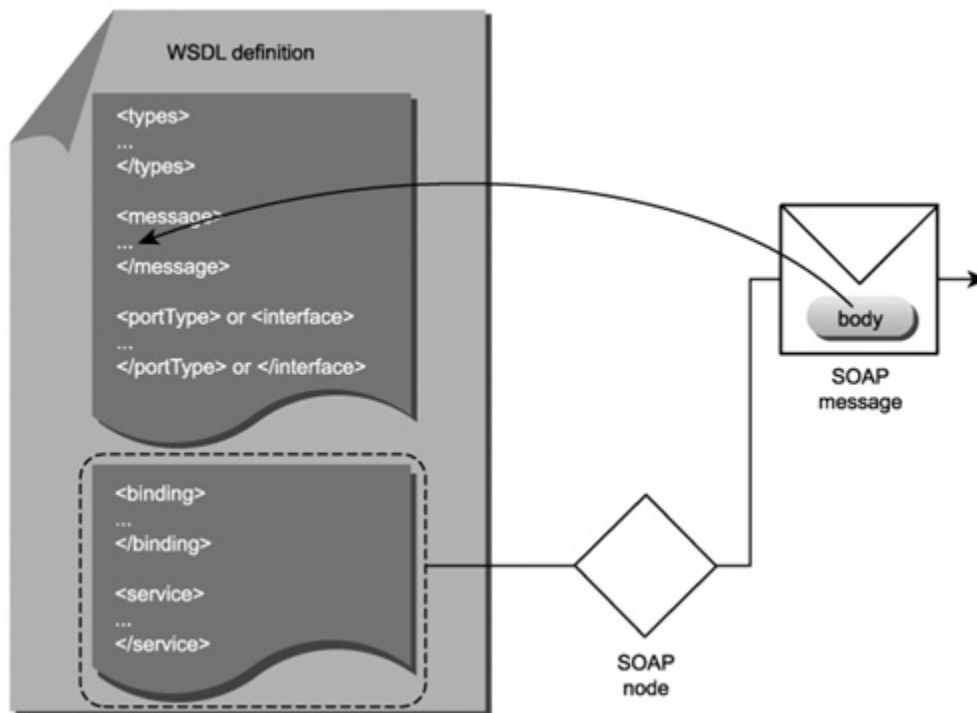 WSDL definition
<types>
...
</types>
<message>
...
</message>
<portType> or <interface>
...
</portType> or </interface>
<binding>
...
</binding>
<service>
...
</service>
body
SOAP
message
SOAP
node